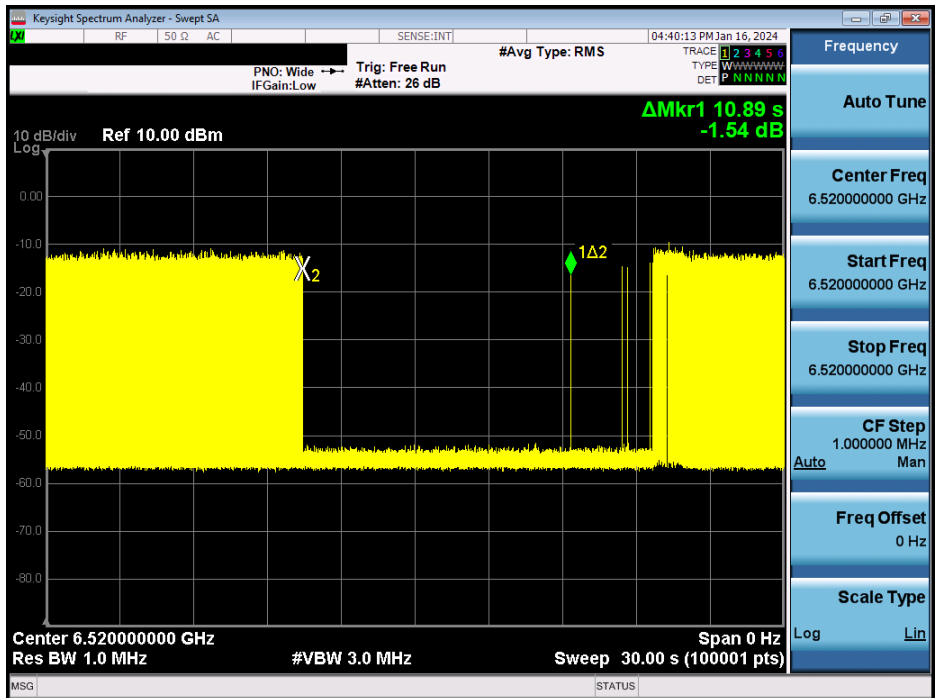 Keysight Spectrum Analyzer - Swept SA
LXI RF 50 Ω AC SENSE:INT 04:40:13 PM Jan 16, 2024
PNO: Wide
IFGain:Low
Trig: Free Run
#Atten: 26 dB
#Avg Type: RMS
TRACE 1 2 3 4 5 6
TYPE WWWWWW
DET P N N N N N
ΔMkr1 10.89 s
-1.54 dB
10 dB/div Ref 10.00 dBm
Log
0.00
-10.0
-20.0
-30.0
-40.0
-50.0
-60.0
-70.0
-80.0
1Δ2
X2
Center 6.520000000 GHz Span 0 Hz
Res BW 1.0 MHz #VBW 3.0 MHz Sweep 30.00 s (100001 pts)
MSG STATUS
Frequency
Auto Tune
Center Freq
6.520000000 GHz
Start Freq
6.520000000 GHz
Stop Freq
6.520000000 GHz
CF Step
1.000000 MHz
Auto Man
Freq Offset
0 Hz
Scale Type
Log Lin